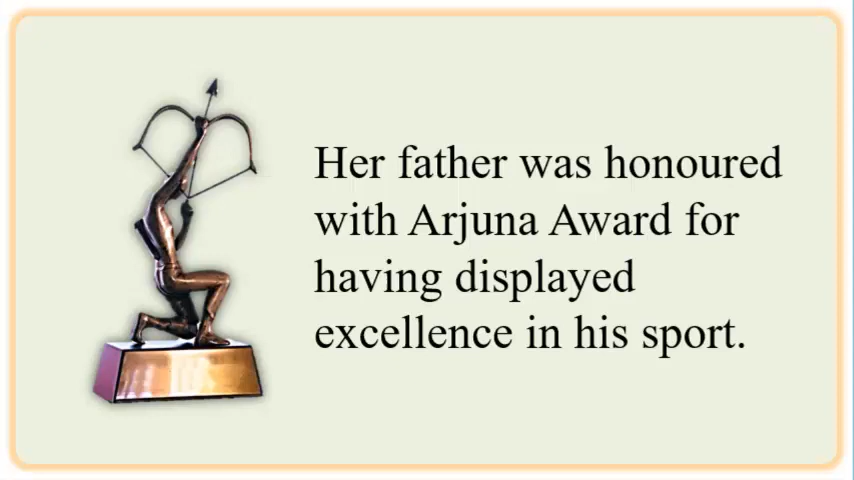 Her father was honoured
with Arjuna Award for
having displayed
excellence in his sport.